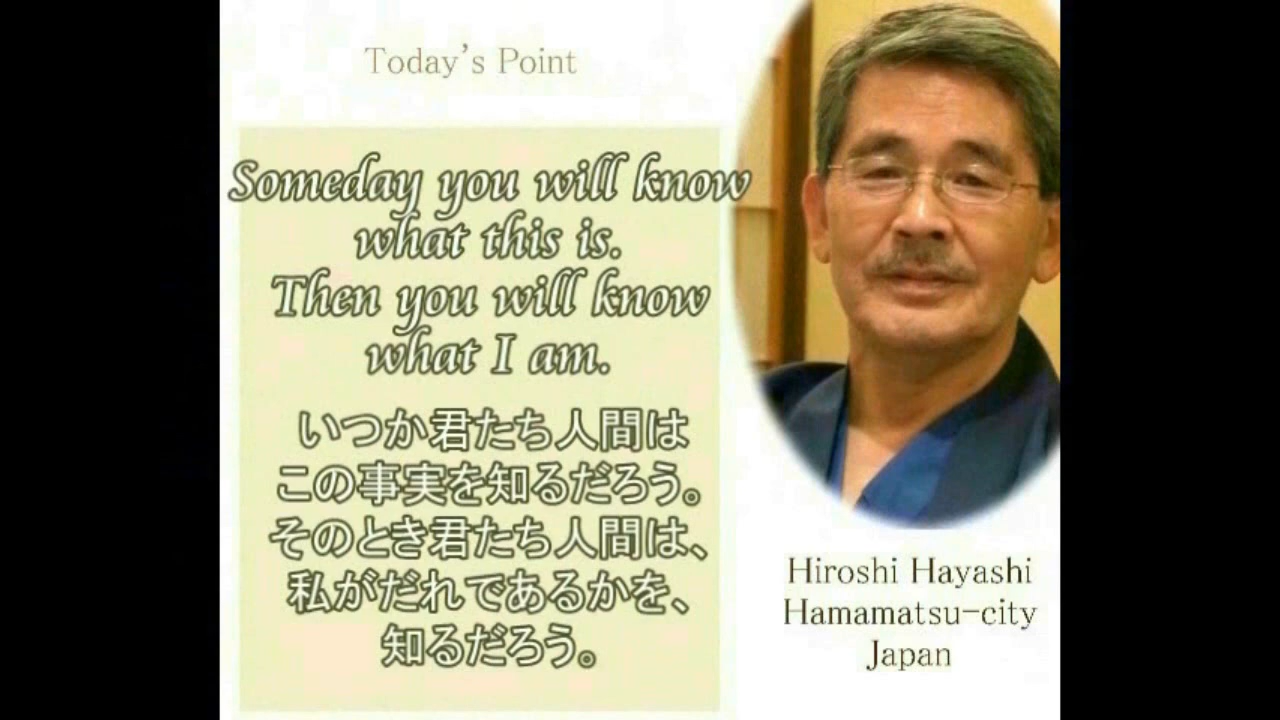 Today's Point
Someday you will know
what this is.
Then you will know
what I am.
いつか君たち人間は
この事実を知るだろう。
そのとき君たち人間は、
私がだれであるかを、
知るだろう。
Hiroshi Hayashi
Hamamatsu-city
Japan